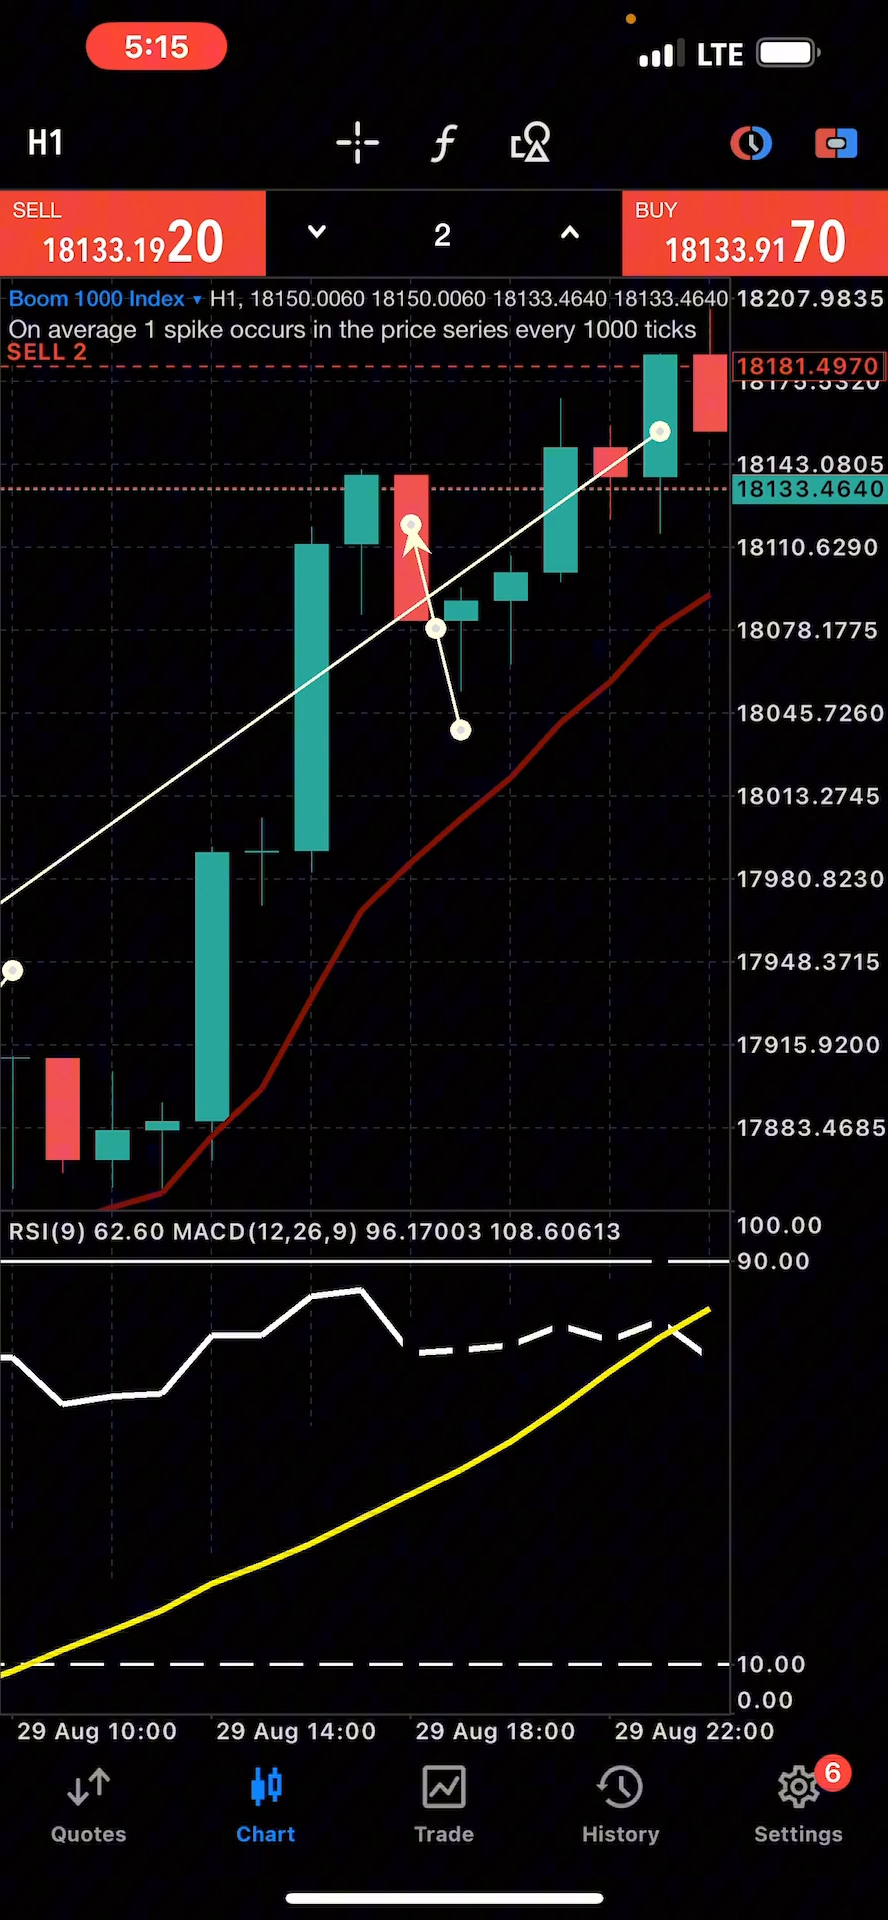 5:15
LTE
H1
SELL
18133.1920
2
BUY
18133.9170
Boom 1000 Index ▾ H1, 18150.0060 18150.0060 18133.4640 18133.4640
On average 1 spike occurs in the price series every 1000 ticks
SELL 2
18207.9835
18181.4970
18175.5320
18143.0805
18133.4640
18110.6290
18078.1775
18045.7260
18013.2745
17980.8230
17948.3715
17915.9200
17883.4685
RSI(9) 62.60 MACD(12,26,9) 96.17003 108.60613
100.00
90.00
10.00
0.00
29 Aug 10:00 29 Aug 14:00 29 Aug 18:00 29 Aug 22:00
6
Quotes Chart Trade History Settings